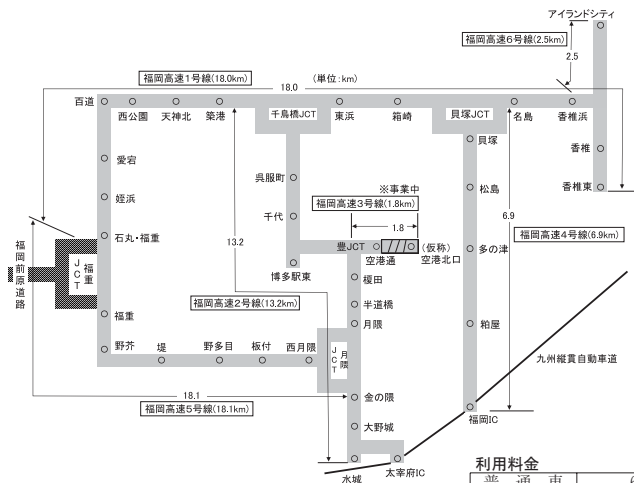 アイランドシティ
福岡高速6号線(2.5km)
2.5
福岡高速1号線(18.0km)
18.0
(単位:km)
百道
西公園
天神北
築港
千鳥橋JCT
東浜
箱崎
貝塚JCT
名島
香椎浜
貝塚
香椎
香椎東
愛宕
呉服町
※事業中
福岡高速3号線(1.8km)
松島
6.9
姪浜
千代
1.8
石丸・福重
13.2
豊JCT
空港通
(仮称)
空港北口
多の津
福岡高速4号線(6.9km)
福岡前原道路
福重
JCT
博多駅東
榎田
福岡高速2号線(13.2km)
半道橋
福重
月隈
粕屋
野芥
堤
野多目
板付
西月隈
月隈
JCT
九州縦貫自動車道
18.1
金の隈
福岡高速5号線(18.1km)
福岡IC
大野城
水城
太宰府IC
利用料金
普通車